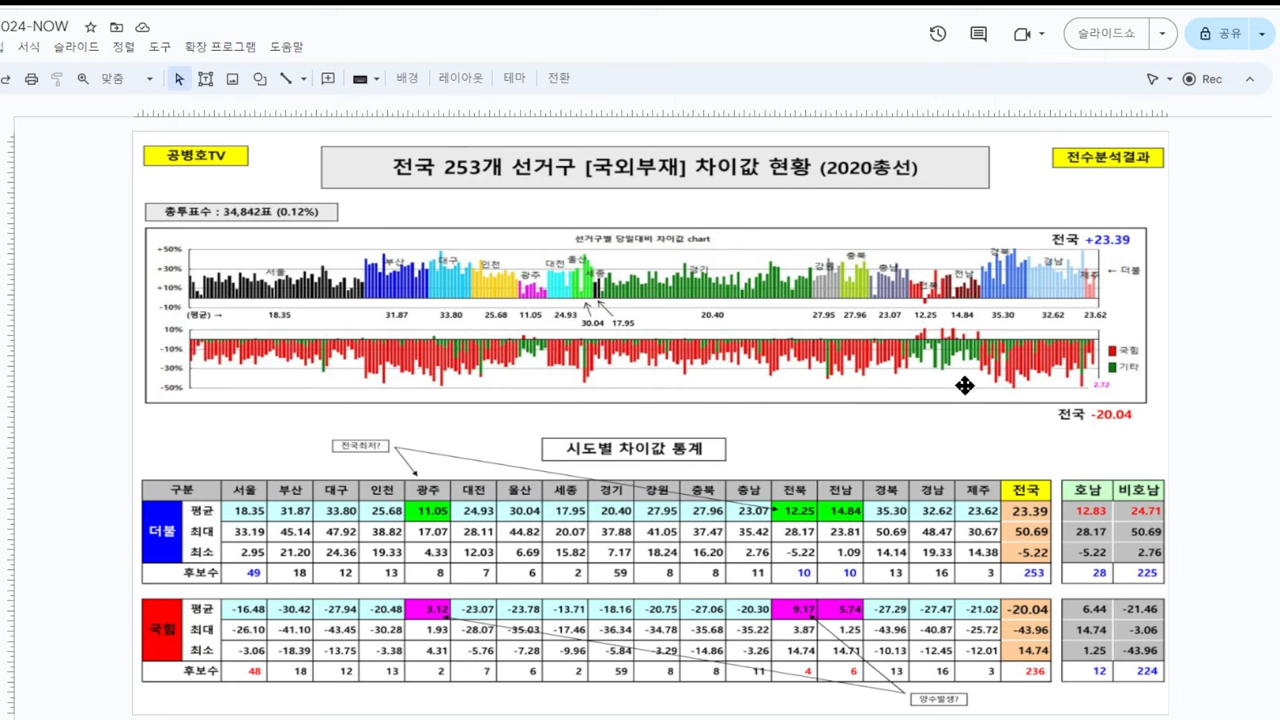 024-NOW
서식 슬라이드 정렬 도구 확장 프로그램 도움말
슬라이드쇼
공유
맞춤
배경 레이아웃 테마 전환
Rec
공병호TV
전국 253개 선거구 [국외부재] 차이값 현황 (2020총선)
전수분석결과
총투표수 : 34,842표 (0.12%)
선거구별 당일대비 차이값 chart
전국 +23.39
+50%
+30%
+10%
-10%
서울 부산 대구 인천 광주 대전 울산 세종 경기 강원 충북 충남 전북 전남 경북 경남 제주
← 더불
(평균) → 18.35 31.87 33.80 25.68 11.05 24.93 30.04 17.95 20.40 27.95 27.96 23.07 12.25 14.84 35.30 32.62 23.62
10%
-10%
-30%
-50%
국힘
기타
2.72
전국 -20.04
전국최저?
시도별 차이값 통계
구분 서울 부산 대구 인천 광주 대전 울산 세종 경기 강원 충북 충남 전북 전남 경북 경남 제주 전국 호남 비호남
더불
평균 18.35 31.87 33.80 25.68 11.05 24.93 30.04 17.95 20.40 27.95 27.96 23.07 12.25 14.84 35.30 32.62 23.62 23.39 12.83 24.71
최대 33.19 45.14 47.92 38.82 17.07 28.11 44.82 20.07 37.88 41.05 37.47 35.42 28.17 23.81 50.69 48.47 30.67 50.69 28.17 50.69
최소 2.95 21.20 24.36 19.33 4.33 12.03 6.69 15.82 7.17 18.24 16.20 2.76 -5.22 1.09 14.14 19.33 14.38 -5.22 -5.22 2.76
후보수 49 18 12 13 8 7 6 2 59 8 8 11 10 10 13 16 3 253 28 225
국힘
평균 -16.48 -30.42 -27.94 -20.48 3.12 -23.07 -23.78 -13.71 -18.16 -20.75 -27.06 -20.30 9.17 5.74 -27.29 -27.47 -21.02 -20.04 6.44 -21.46
최대 -26.10 -41.10 -43.45 -30.28 1.93 -28.07 -35.03 -17.46 -36.34 -34.78 -35.68 -35.22 3.87 1.25 -43.96 -40.87 -25.72 -43.96 14.74 -3.06
최소 -3.06 -18.39 -13.75 -3.38 4.31 -5.76 -7.28 -9.96 -5.84 -3.29 -14.86 -3.26 14.74 14.71 -10.13 -12.45 -12.01 14.74 1.25 -43.96
후보수 48 18 12 13 2 7 6 2 59 8 8 11 4 6 13 16 3 236 12 224
양수발생?